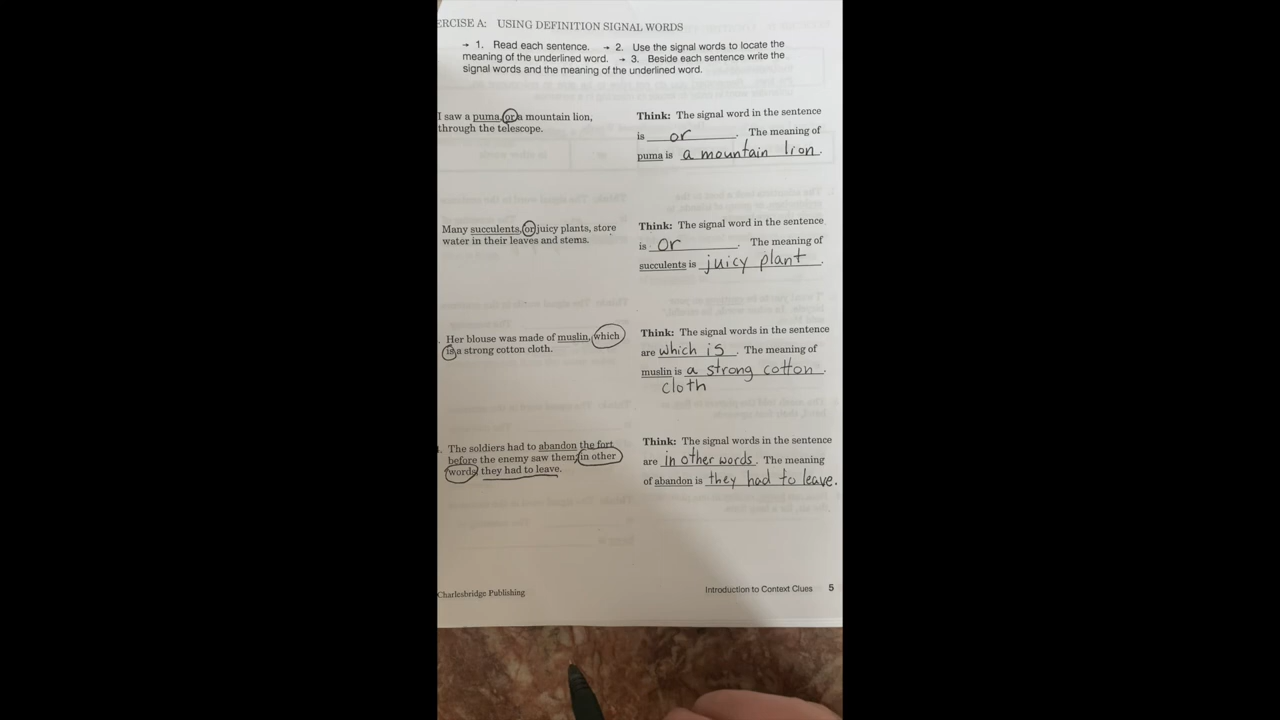 ERCISE A: USING DEFINITION SIGNAL WORDS
→ 1. Read each sentence. → 2. Use the signal words to locate the
meaning of the underlined word. → 3. Beside each sentence write the
signal words and the meaning of the underlined word.
I saw a puma, or a mountain lion,
through the telescope.
Think: The signal word in the sentence
is or. The meaning of
puma is a mountain lion.
Many succulents, or juicy plants, store
water in their leaves and stems.
Think: The signal word in the sentence
is or. The meaning of
succulents is juicy plant.
Her blouse was made of muslin, which
is a strong cotton cloth.
Think: The signal words in the sentence
are which is. The meaning of
muslin is a strong cotton.
cloth
The soldiers had to abandon the fort
before the enemy saw them; in other
words, they had to leave.
Think: The signal words in the sentence
are in other words. The meaning
of abandon is they had to leave.
Charlesbridge Publishing
Introduction to Context Clues 5